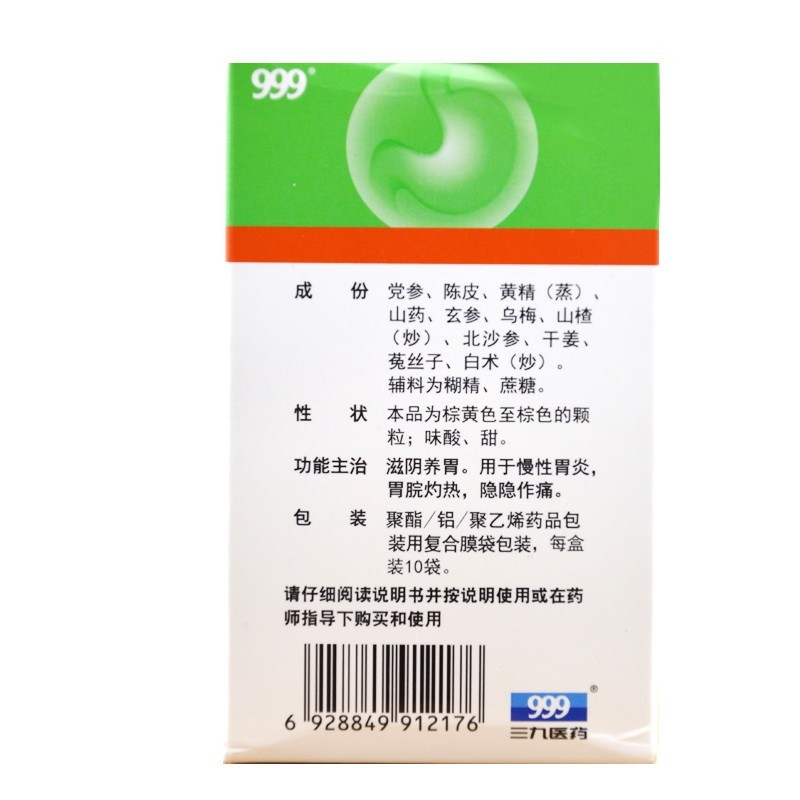 999®
成 份 党参、陈皮、黄精（蒸）、
山药、玄参、乌梅、山楂
（炒）、北沙参、干姜、
菟丝子、白术（炒）。
辅料为糊精、蔗糖。
性 状 本品为棕黄色至棕色的颗
粒；味酸、甜。
功能主治 滋阴养胃。用于慢性胃炎，
胃脘灼热，隐隐作痛。
包 装 聚酯/铝/聚乙烯药品包
装用复合膜袋包装，每盒
装10袋。
请仔细阅读说明书并按说明使用或在药
师指导下购买和使用
6 928849 912176
999®
三九医药